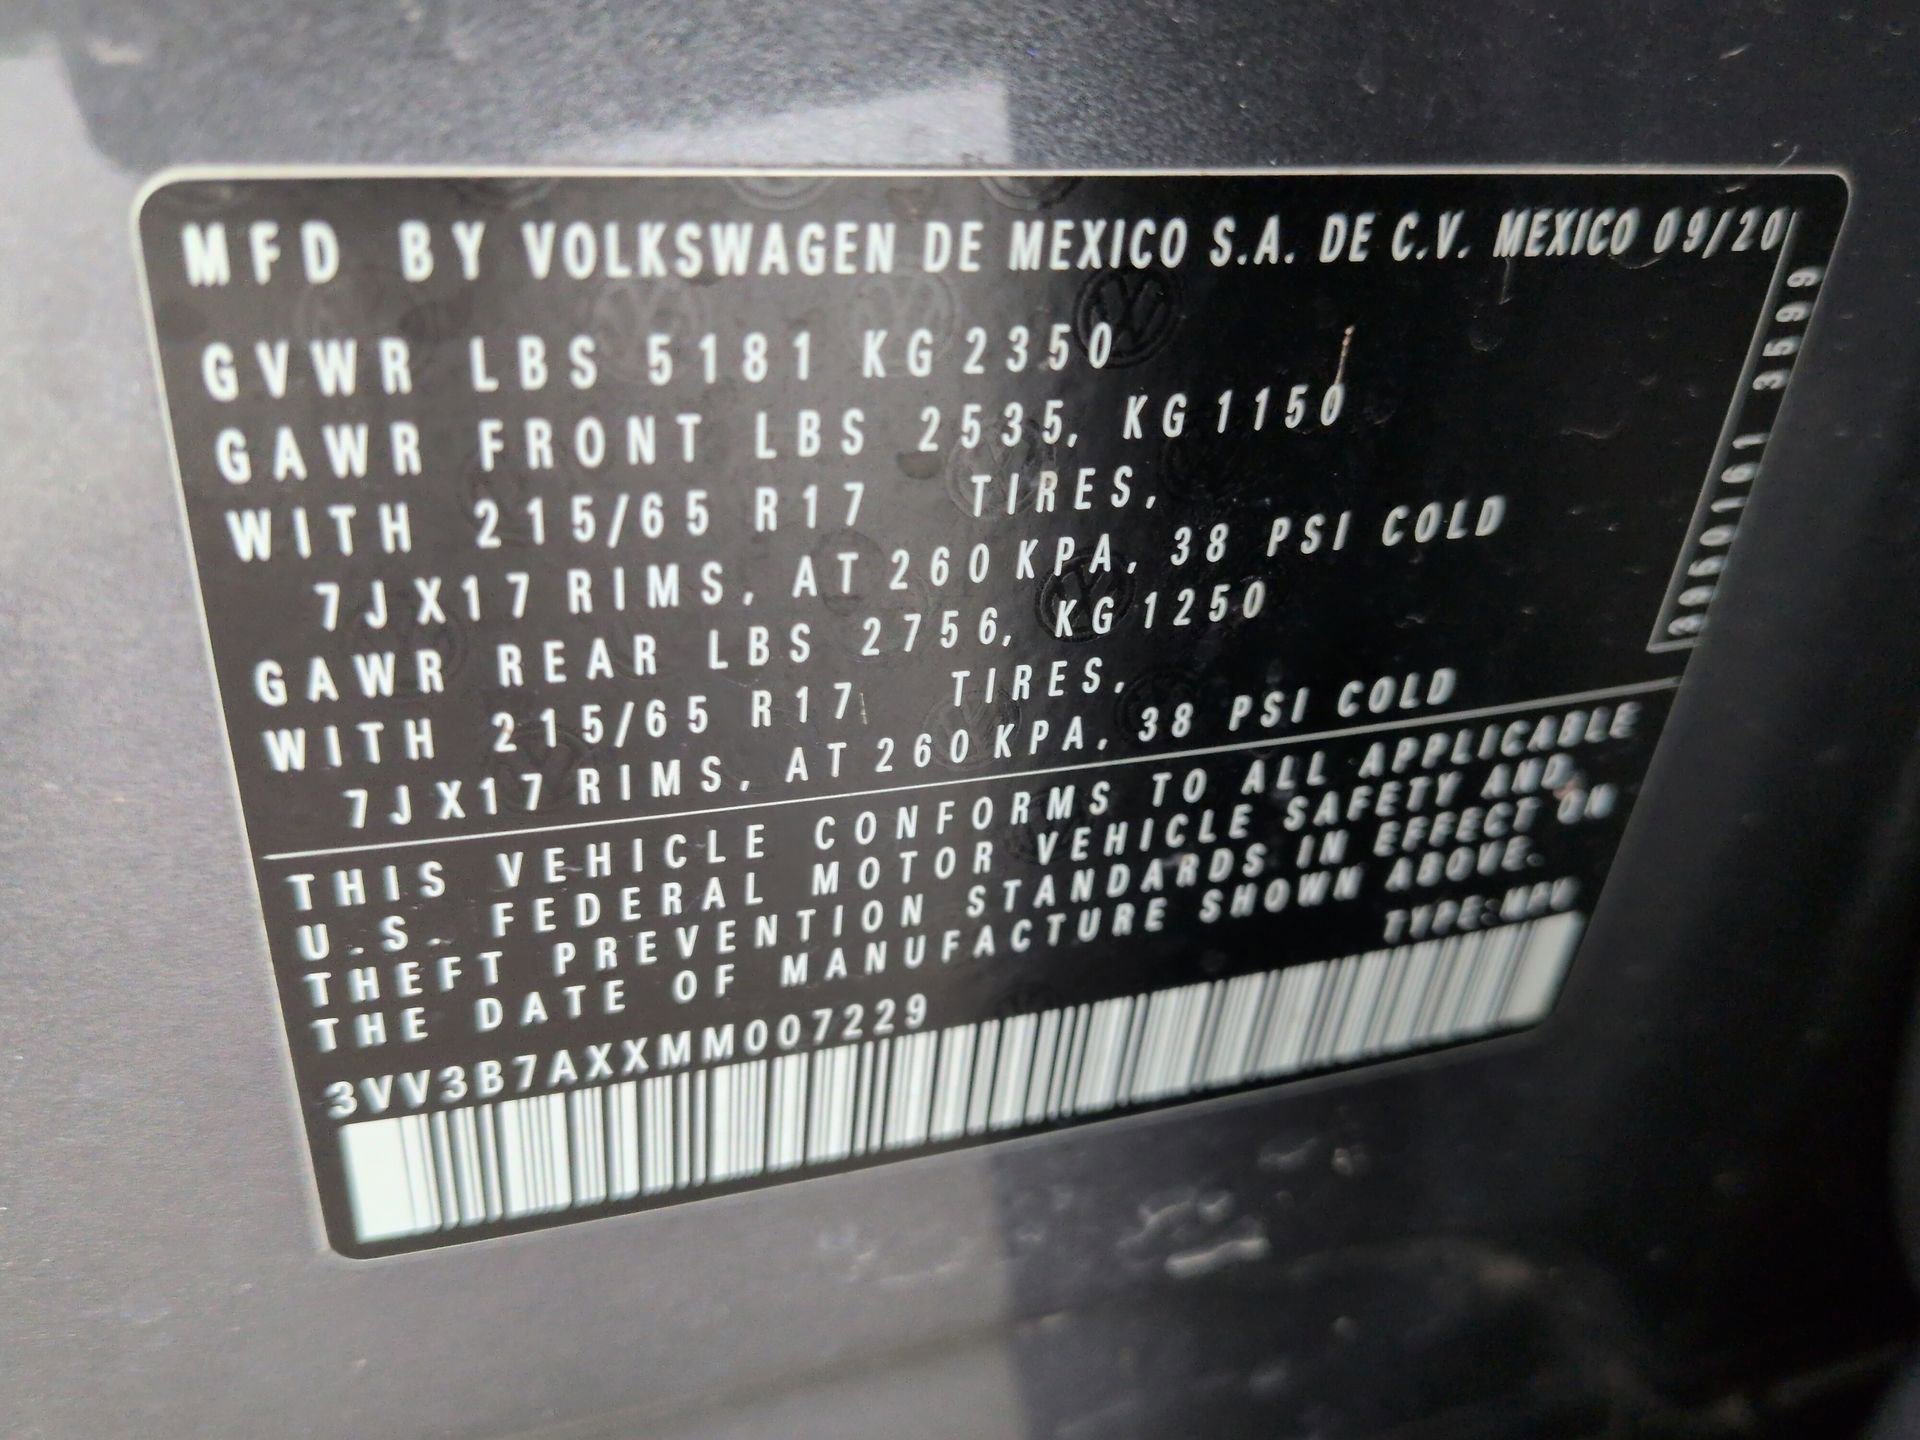 MFD BY VOLKSWAGEN DE MEXICO S.A. DE C.V. MEXICO 09/20
GVWR LBS 5181 KG 2350
GAWR FRONT LBS 2535, KG 1150
WITH 215/65 R17 TIRES,
7JX17 RIMS, AT 260 KPA, 38 PSI COLD
GAWR REAR LBS 2756, KG 1250
WITH 215/65 R17 TIRES,
7JX17 RIMS, AT 260 KPA, 38 PSI COLD
THIS VEHICLE CONFORMS TO ALL APPLICABLE
U.S. FEDERAL MOTOR VEHICLE SAFETY AND
THEFT PREVENTION STANDARDS IN EFFECT ON
THE DATE OF MANUFACTURE SHOWN ABOVE.
TYPE:MPV
3VV3B7AXXMM007229
3599